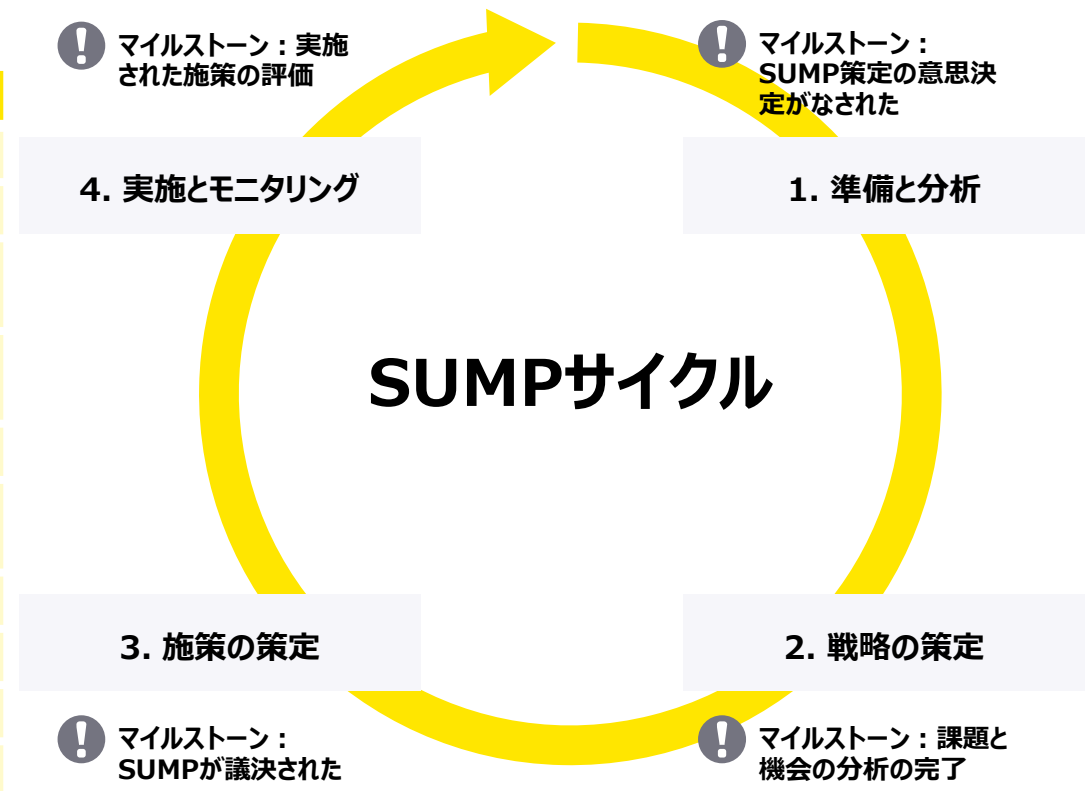 マイルストーン：実施
された施策の評価
マイルストーン：
SUMP策定の意思決
定がなされた
4. 実施とモニタリング
1. 準備と分析
SUMPサイクル
3. 施策の策定
2. 戦略の策定
マイルストーン：
SUMPが議決された
マイルストーン：課題と
機会の分析の完了